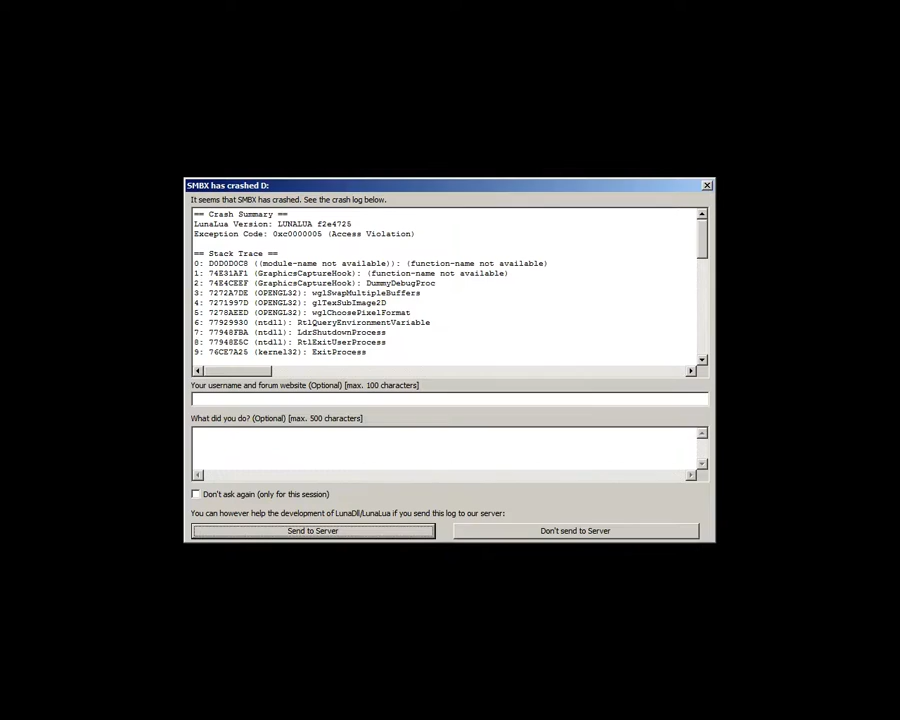 SMBX has crashed D:
It seems that SMBX has crashed. See the crash log below.
== Crash Summary ==
LunaLua Version: LUNALUA f2e4725
Exception Code: 0xc0000005 (Access Violation)
== Stack Trace ==
0: D0D0D0C8 ((module-name not available)): (function-name not available)
1: 74E31AF1 (GraphicsCaptureHook): (function-name not available)
2: 74E4CEEF (GraphicsCaptureHook): DummyDebugProc
3: 7272A7DE (OPENGL32): wglSwapMultipleBuffers
4: 7271997D (OPENGL32): glTexSubImage2D
5: 7278AEED (OPENGL32): wglChoosePixelFormat
6: 77929930 (ntdll): RtlQueryEnvironmentVariable
7: 77948FBA (ntdll): LdrShutdownProcess
8: 77948E5C (ntdll): RtlExitUserProcess
9: 76CE7A25 (kernel32): ExitProcess
Your username and forum website (Optional) [max. 100 characters]
What did you do? (Optional) [max. 500 characters]
Don't ask again (only for this session)
You can however help the development of LunaDll/LunaLua if you send this log to our server:
Send to Server
Don't send to Server